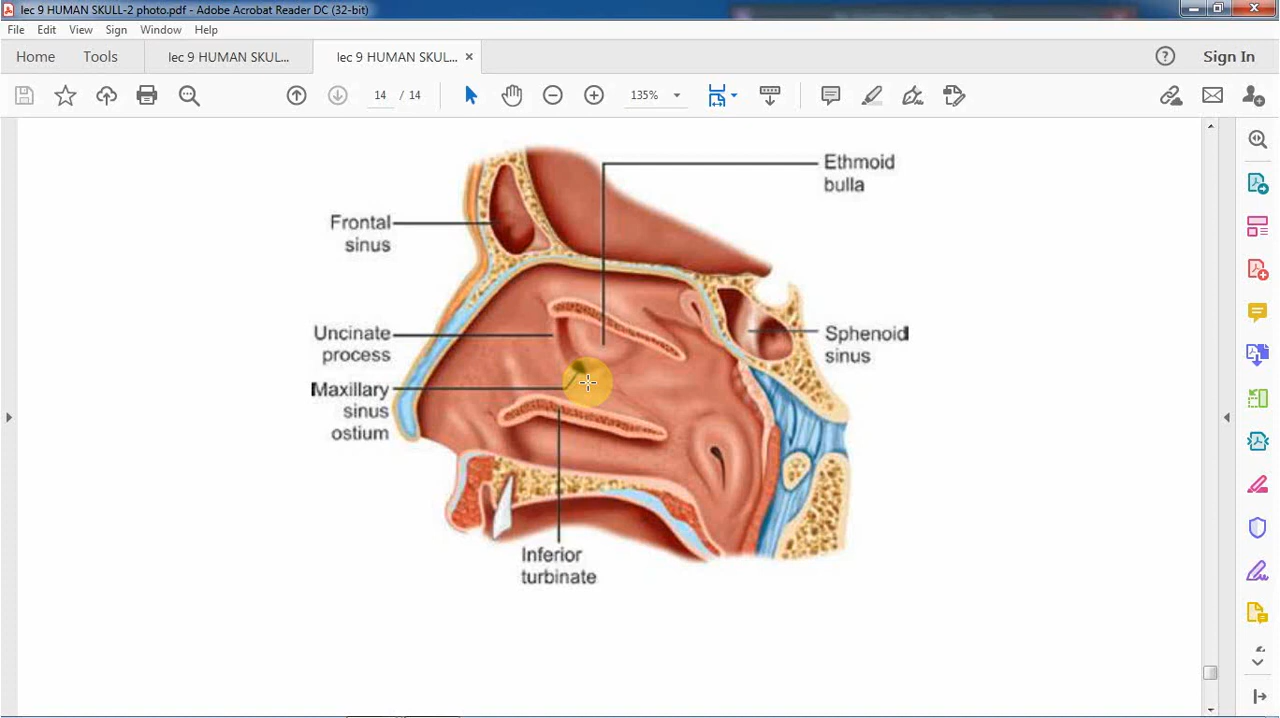 lec 9 HUMAN SKULL-2 photo.pdf - Adobe Acrobat Reader DC (32-bit)
File Edit View Sign Window Help
Home Tools lec 9 HUMAN SKUL... lec 9 HUMAN SKUL... × Sign In
14 / 14 135%
Ethmoid
bulla
Frontal
sinus
Uncinate
process
Sphenoid
sinus
Maxillary
sinus
ostium
Inferior
turbinate